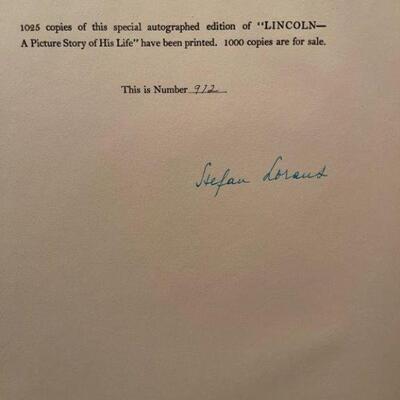 1025 copies of this special autographed edition of "LINCOLN—
A Picture Story of His Life" have been printed. 1000 copies are for sale.
This is Number 912
Stefan Lorant